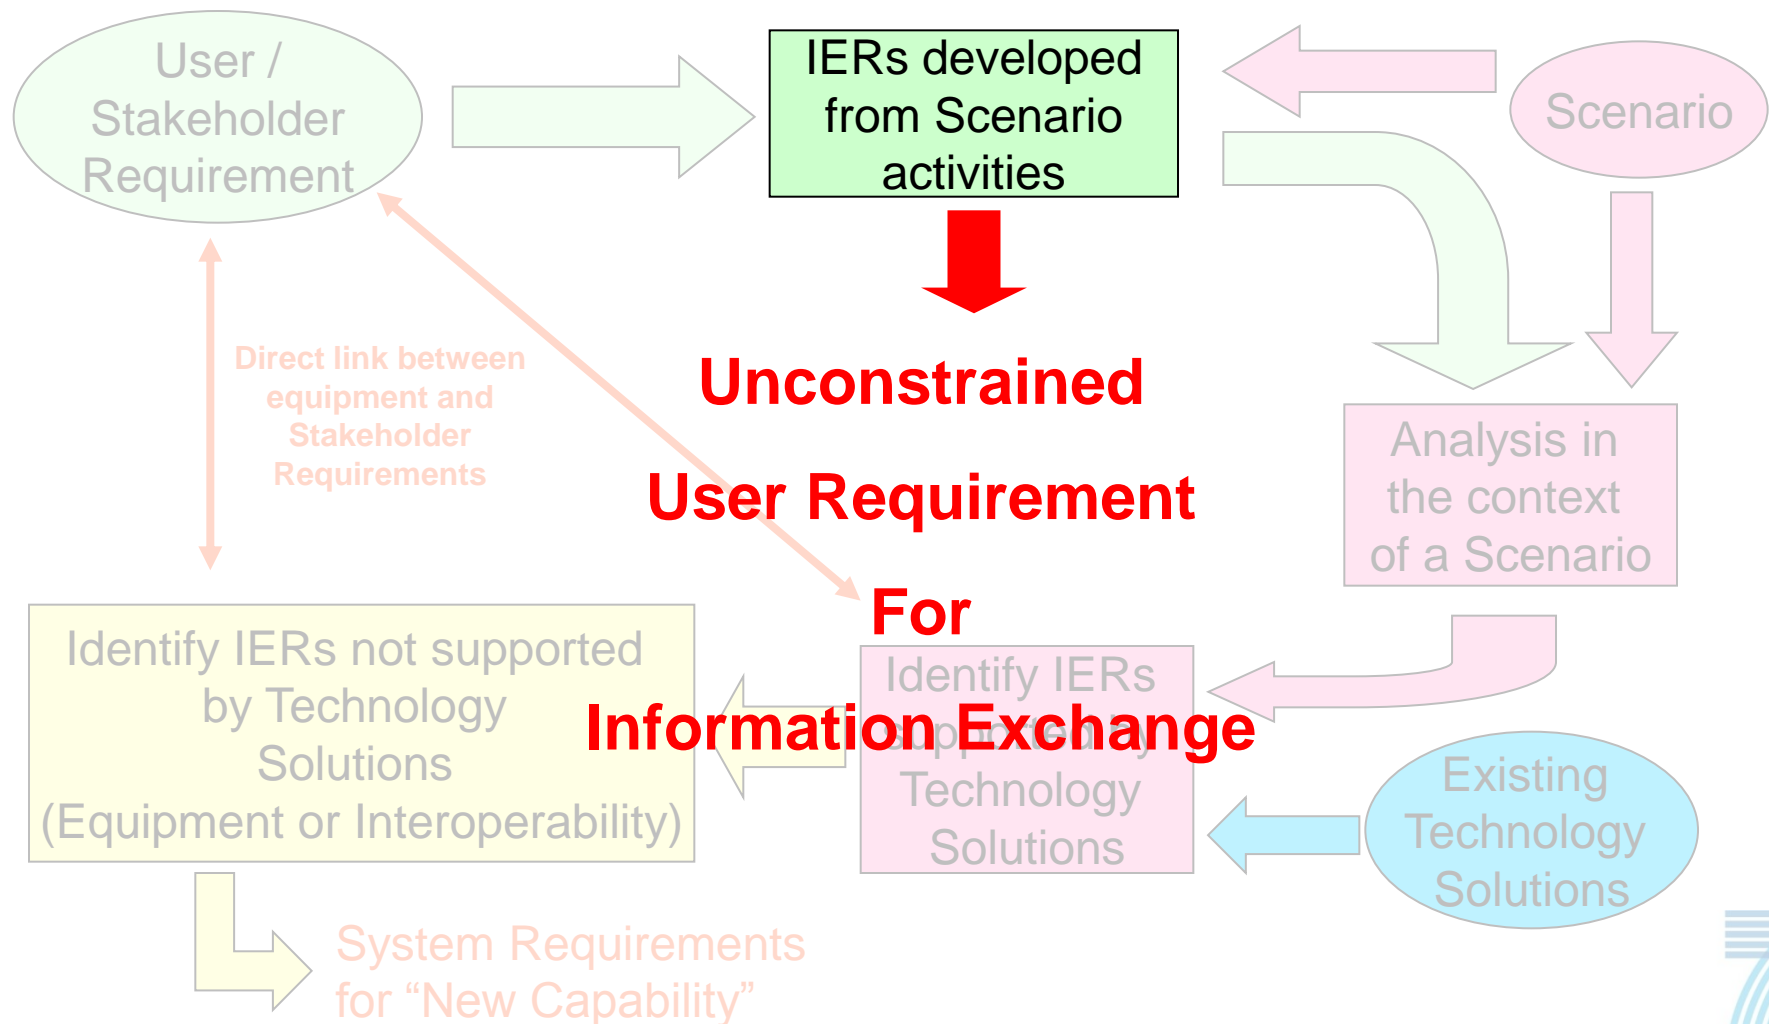 User /
Stakeholder
Requirement
IERs developed
from Scenario
activities
Scenario
Direct link between
equipment and
Stakeholder
Requirements
Unconstrained
User Requirement
For
Information Exchange
Analysis in
the context
of a Scenario
Identify IERs not supported
by Technology
Solutions
(Equipment or Interoperability)
Identify IERs
supported by
Technology
Solutions
Existing
Technology
Solutions
System Requirements
for “New Capability”